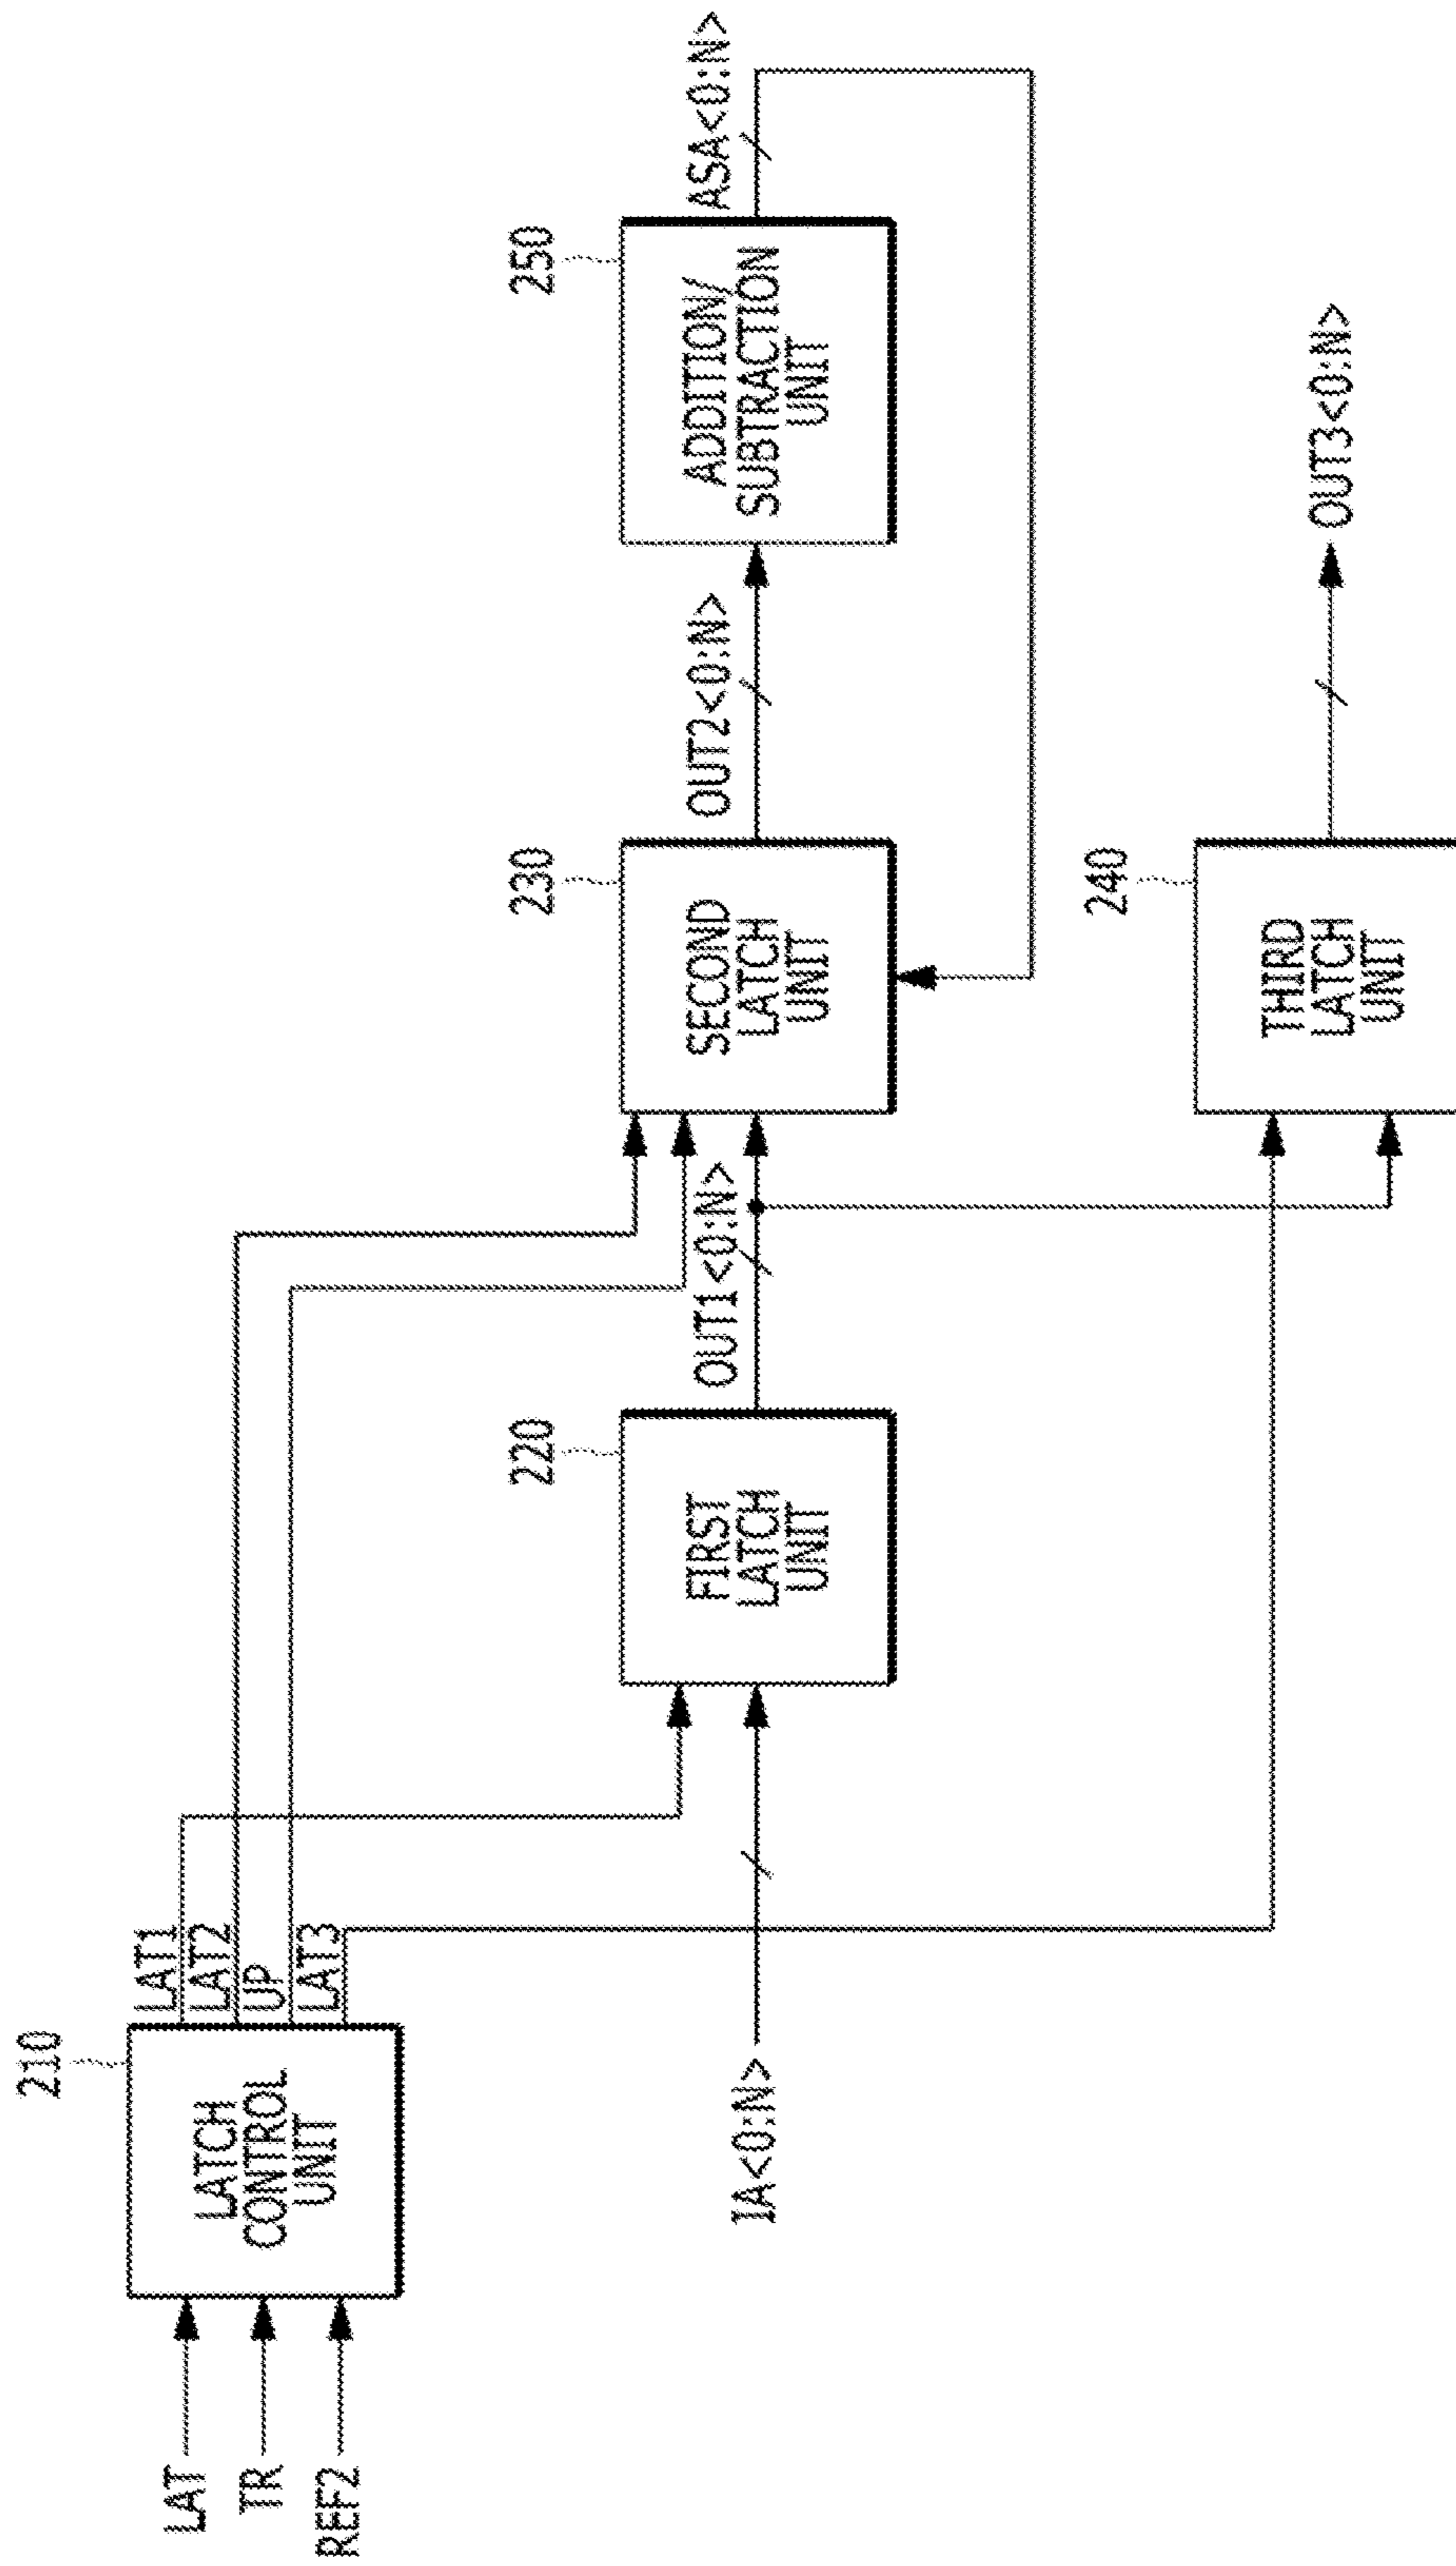 210
LATCH
CONTROL
UNIT
LAT
TR
REF2
LAT1
LAT2
UP
LAT3
IA<0:N>
220
FIRST
LATCH
UNIT
OUT1<0:N>
230
SECOND
LATCH
UNIT
OUT2<0:N>
250
ADDITION/
SUBTRACTION
UNIT
ASA<0:N>
240
THIRD
LATCH
UNIT
OUT3<0:N>